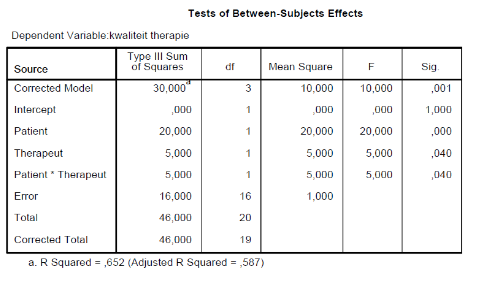 Tests of Between-Subjects Effects
Dependent Variable:kwaliteit therapie
Source Type III Sum of Squares df Mean Square F Sig.
Corrected Model 30,000a 3 10,000 10,000 ,001
Intercept ,000 1 ,000 ,000 1,000
Patient 20,000 1 20,000 20,000 ,000
Therapeut 5,000 1 5,000 5,000 ,040
Patient * Therapeut 5,000 1 5,000 5,000 ,040
Error 16,000 16 1,000
Total 46,000 20
Corrected Total 46,000 19
a. R Squared = ,652 (Adjusted R Squared = ,587)